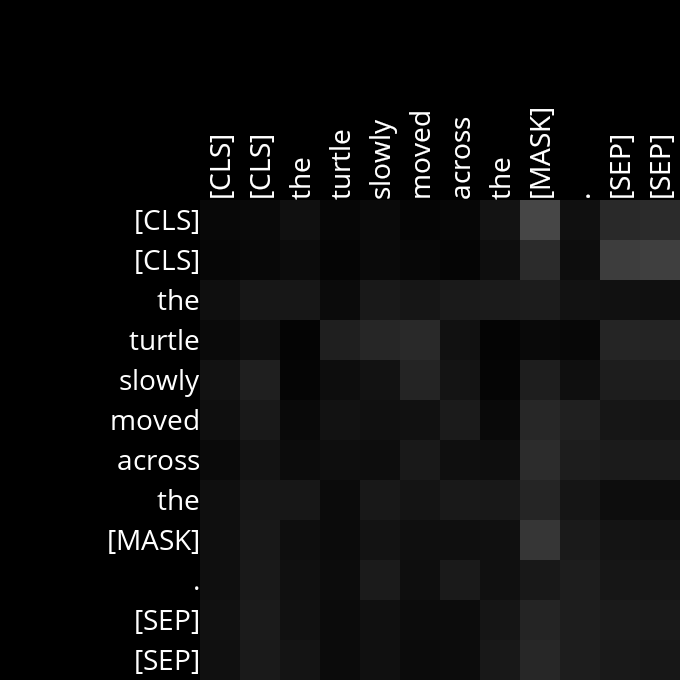 [CLS] [CLS] the turtle slowly moved across the [MASK] . [SEP] [SEP]
[CLS]
[CLS]
the
turtle
slowly
moved
across
the
[MASK]
.
[SEP]
[SEP]